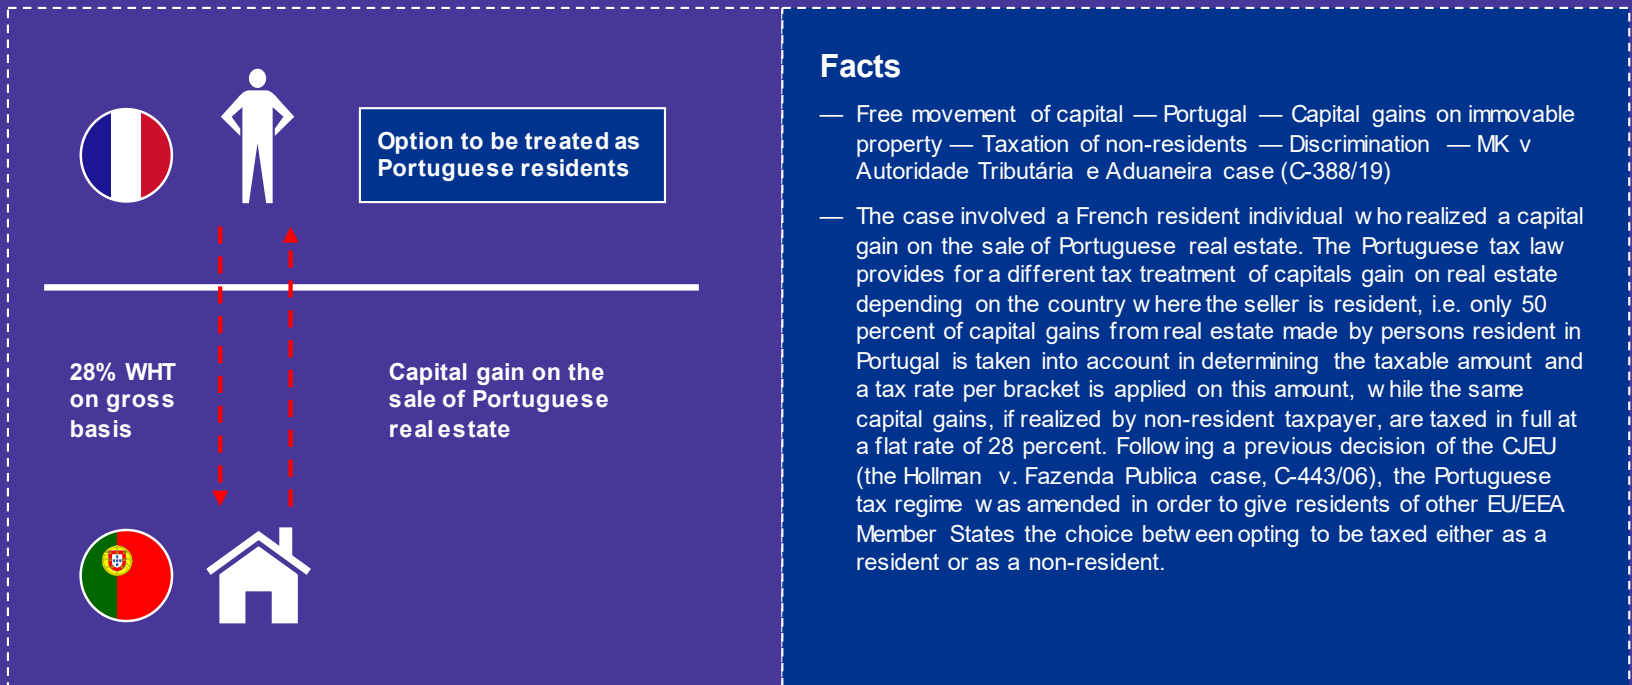 Option to be treated as
Portuguese residents
28% WHT
on gross
basis
Capital gain on the
sale of Portuguese
real estate
Facts
— Free movement of capital — Portugal — Capital gains on immovable
property — Taxation of non-residents — Discrimination — MK v
Autoridade Tributária e Aduaneira case (C-388/19)
— The case involved a French resident individual who realized a capital
gain on the sale of Portuguese real estate. The Portuguese tax law
provides for a different tax treatment of capitals gain on real estate
depending on the country where the seller is resident, i.e. only 50
percent of capital gains from real estate made by persons resident in
Portugal is taken into account in determining the taxable amount and
a tax rate per bracket is applied on this amount, while the same
capital gains, if realized by non-resident taxpayer, are taxed in full at
a flat rate of 28 percent. Following a previous decision of the CJEU
(the Hollman v. Fazenda Publica case, C-443/06), the Portuguese
tax regime was amended in order to give residents of other EU/EEA
Member States the choice between opting to be taxed either as a
resident or as a non-resident.